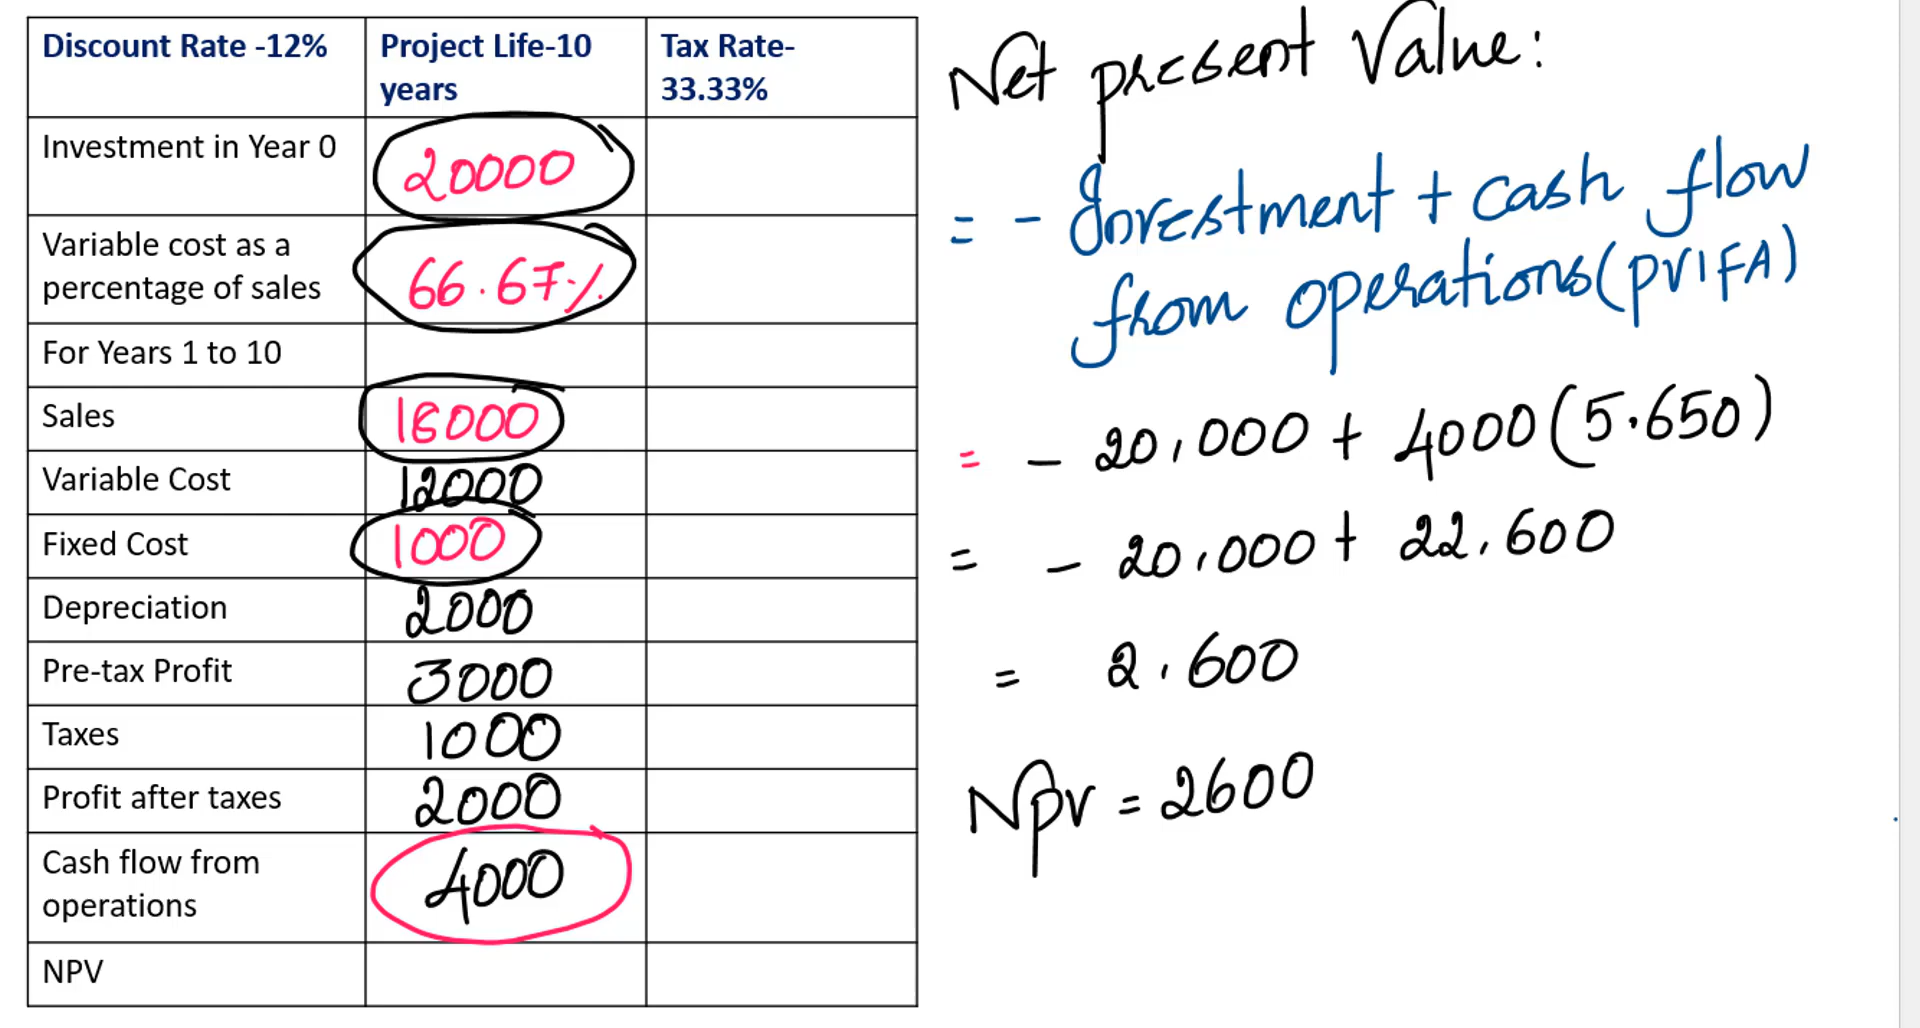 Discount Rate -12% Project Life-10 years Tax Rate-33.33%
Investment in Year 0 20000
Variable cost as a percentage of sales 66.67%
For Years 1 to 10
Sales 18000
Variable Cost 12000
Fixed Cost 1000
Depreciation 2000
Pre-tax Profit 3000
Taxes 1000
Profit after taxes 2000
Cash flow from operations 4000
NPV
Net present Value:
= - Investment + cash flow
from operations (PVIFA)
= - 20,000 + 4000 (5.650)
= - 20,000 + 22,600
= 2,600
Npv = 2600